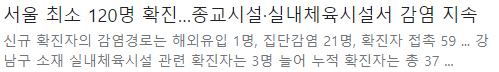 서울 최소 120명 확진...종교시설·실내체육시설서 감염 지속
신규 확진자의 감염경로는 해외유입 1명, 집단감염 21명, 확진자 접촉 59 ... 강
남구 소재 실내체육시설 관련 확진자는 3명 늘어 누적 확진자는 총 37 ...